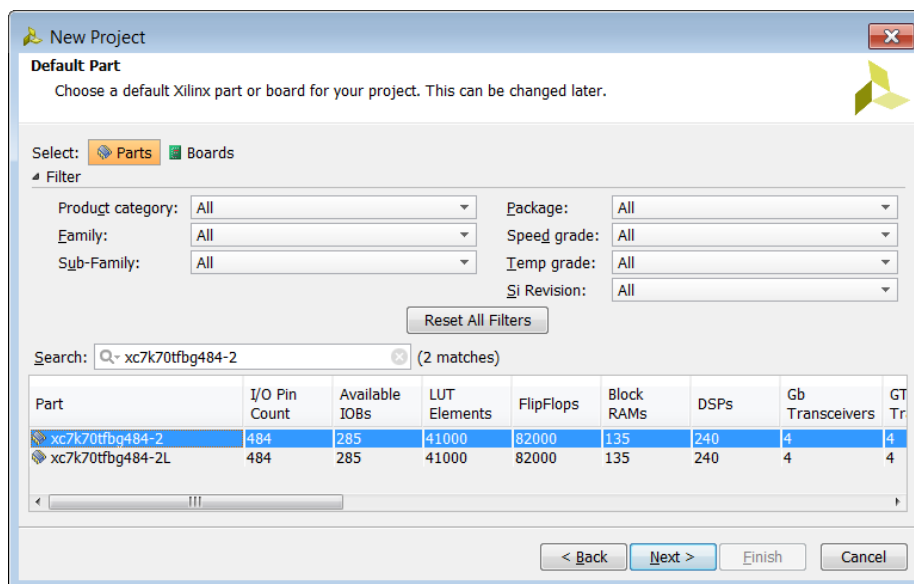 New Project
Default Part
Choose a default Xilinx part or board for your project. This can be changed later.
Select: Parts Boards
Filter
Product category: All Package: All
Family: All Speed grade: All
Sub-Family: All Temp grade: All
Si Revision: All
Reset All Filters
Search: xc7k70tfbg484-2 (2 matches)
Part I/O Pin Count Available IOBs LUT Elements FlipFlops Block RAMs DSPs Gb Transceivers GT
xc7k70tfbg484-2 484 285 41000 82000 135 240 4 4
xc7k70tfbg484-2L 484 285 41000 82000 135 240 4 4
< Back Next > Finish Cancel